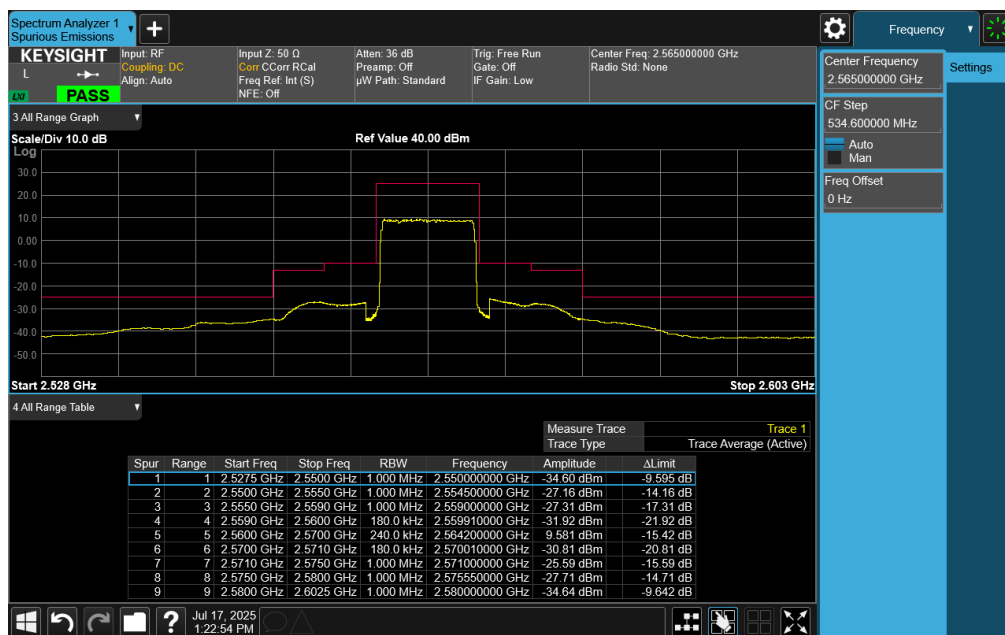 Spectrum Analyzer 1
Spurious Emissions
Frequency
KEYSIGHT
L
LXI
PASS
Input: RF
Coupling: DC
Align: Auto
Input Z: 50 Ω
Corr CCorr RCal
Freq Ref: Int (S)
NFE: Off
Atten: 36 dB
Preamp: Off
µW Path: Standard
Trig: Free Run
Gate: Off
IF Gain: Low
Center Freq: 2.565000000 GHz
Radio Std: None
Center Frequency
2.565000000 GHz
Settings
CF Step
534.600000 MHz
Auto
Man
Freq Offset
0 Hz
3 All Range Graph
Scale/Div 10.0 dB
Ref Value 40.00 dBm
Log
30.0
20.0
10.0
0.00
-10.0
-20.0
-30.0
-40.0
-50.0
Start 2.528 GHz
Stop 2.603 GHz
4 All Range Table
Measure Trace Trace 1
Trace Type Trace Average (Active)
Spur Range Start Freq Stop Freq RBW Frequency Amplitude ΔLimit
1 1 2.5275 GHz 2.5500 GHz 1.000 MHz 2.550000000 GHz -34.60 dBm -9.595 dB
2 2 2.5500 GHz 2.5550 GHz 1.000 MHz 2.554500000 GHz -27.16 dBm -14.16 dB
3 3 2.5550 GHz 2.5590 GHz 1.000 MHz 2.559000000 GHz -27.31 dBm -17.31 dB
4 4 2.5590 GHz 2.5600 GHz 180.0 kHz 2.559910000 GHz -31.92 dBm -21.92 dB
5 5 2.5600 GHz 2.5700 GHz 240.0 kHz 2.564200000 GHz 9.581 dBm -15.42 dB
6 6 2.5700 GHz 2.5710 GHz 180.0 kHz 2.570010000 GHz -30.81 dBm -20.81 dB
7 7 2.5710 GHz 2.5750 GHz 1.000 MHz 2.571000000 GHz -25.59 dBm -15.59 dB
8 8 2.5750 GHz 2.5800 GHz 1.000 MHz 2.575550000 GHz -27.71 dBm -14.71 dB
9 9 2.5800 GHz 2.6025 GHz 1.000 MHz 2.580000000 GHz -34.64 dBm -9.642 dB
Jul 17, 2025
1:22:54 PM